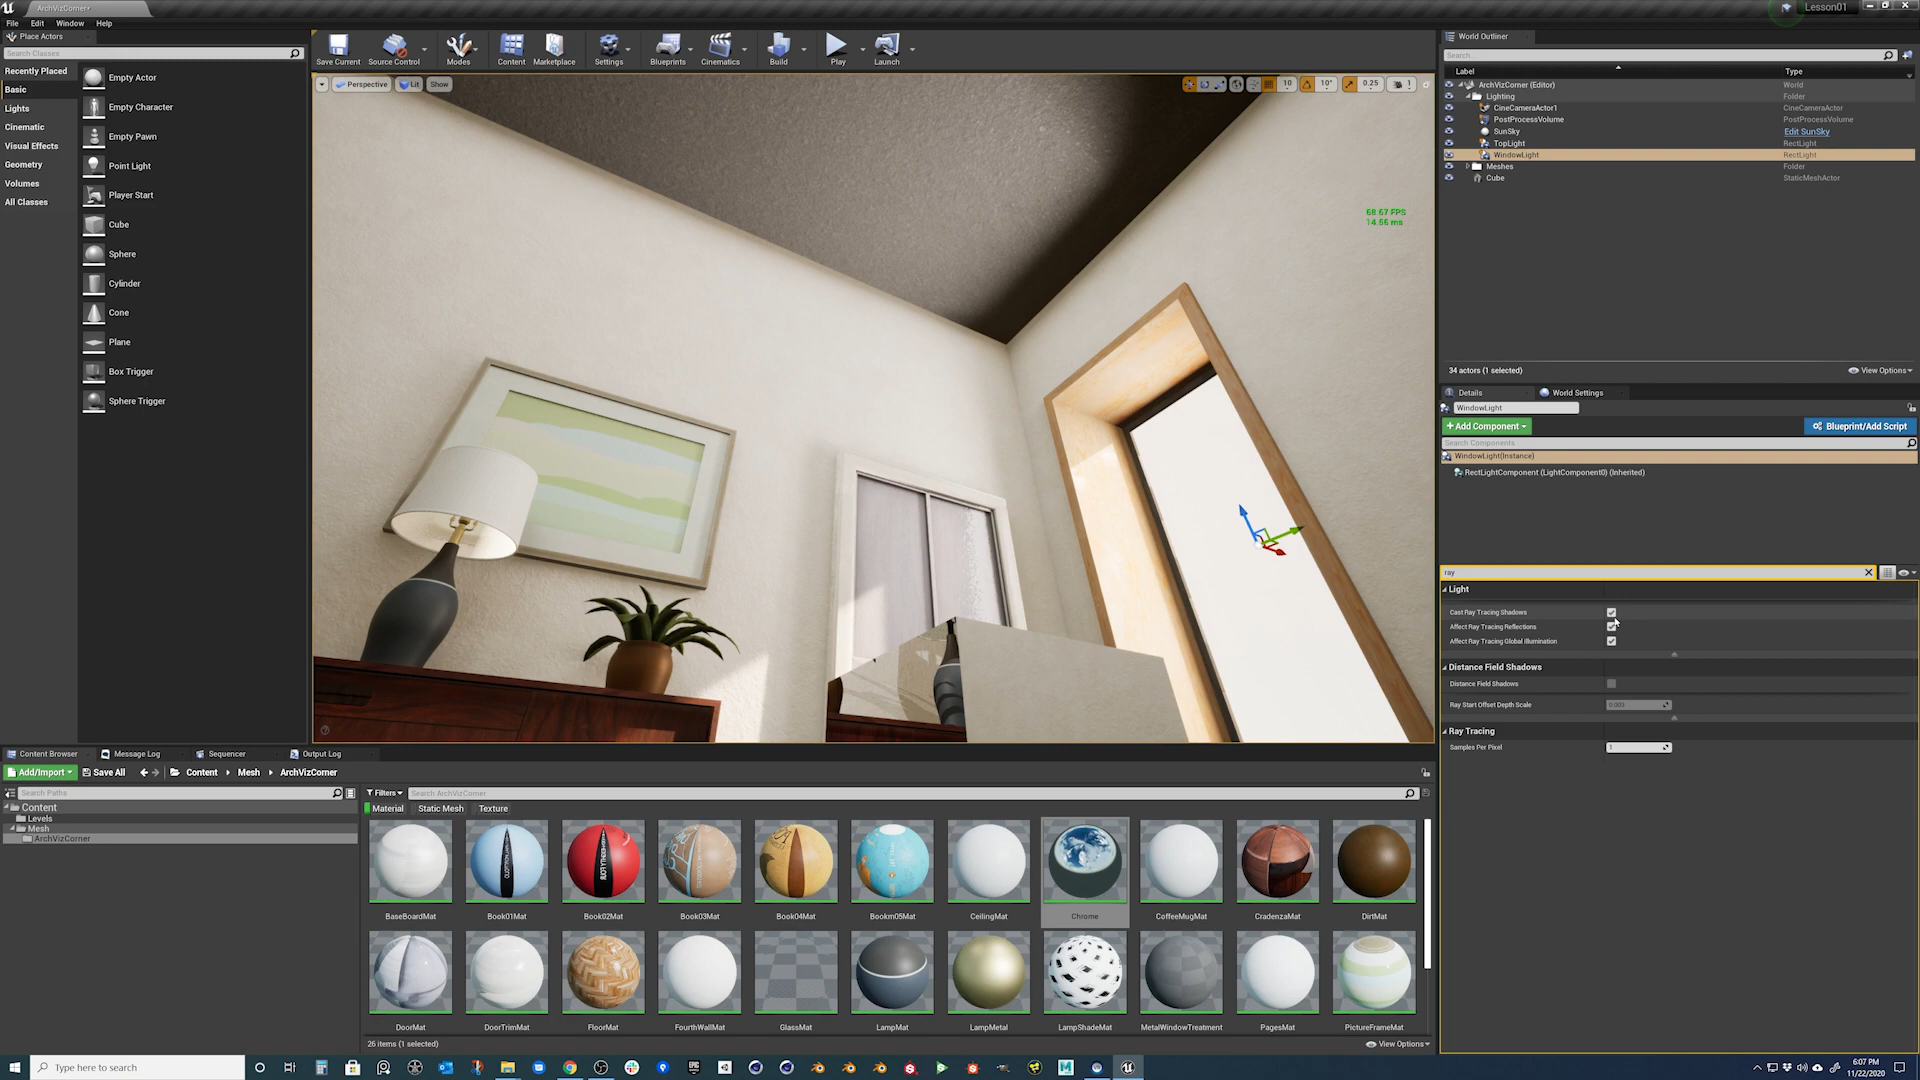 ArchVizCorner*
Lesson01
File Edit Window Help
Place Actors
Search Classes
Recently Placed
Basic
Lights
Cinematic
Visual Effects
Geometry
Volumes
All Classes
Empty Actor
Empty Character
Empty Pawn
Point Light
Player Start
Cube
Sphere
Cylinder
Cone
Plane
Box Trigger
Sphere Trigger
Save Current Source Control Modes Content Marketplace Settings Blueprints Cinematics Build Play Launch
Perspective Lit Show
10 10° 0.25 1
68.67 FPS
14.56 ms
World Outliner
Search...
Label Type
ArchVizCorner (Editor) World
Lighting Folder
CineCameraActor1 CineCameraActor
PostProcessVolume PostProcessVolume
SunSky Edit SunSky
TopLight RectLight
WindowLight RectLight
Meshes Folder
Cube StaticMeshActor
34 actors (1 selected) View Options
Details World Settings
WindowLight
+ Add Component Blueprint/Add Script
Search Components
WindowLight(Instance)
RectLightComponent (LightComponent0) (Inherited)
ray
Light
Cast Ray Tracing Shadows
Affect Ray Tracing Reflections
Affect Ray Tracing Global Illumination
Distance Field Shadows
Distance Field Shadows
Ray Start Offset Depth Scale 0.003
Ray Tracing
Samples Per Pixel 1
Content Browser Message Log Sequencer Output Log
Add/Import Save All Content Mesh ArchVizCorner
Search Paths
Content
Levels
Mesh
ArchVizCorner
Filters Search ArchVizCorner
Material Static Mesh Texture
BaseBoardMat Book01Mat Book02Mat Book03Mat Book04Mat Bookm05Mat CeilingMat Chrome CoffeeMugMat CradenzaMat DirtMat
DoorMat DoorTrimMat FloorMat FourthWallMat GlassMat LampMat LampMetal LampShadeMat MetalWindowTreatment PagesMat PictureFrameMat
26 items (1 selected) View Options
Type here to search
6:07 PM
11/22/2020